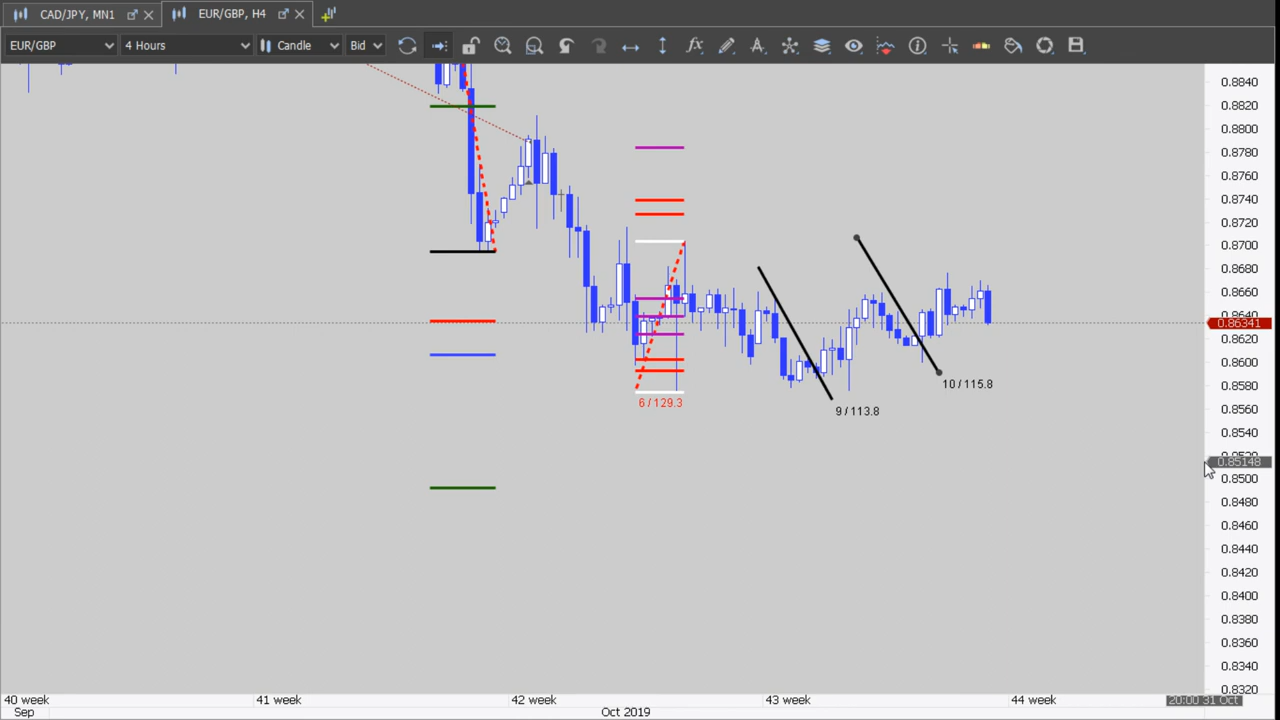 CAD/JPY, MN1
EUR/GBP, H4
EUR/GBP
4 Hours
Candle
Bid
0.8840
0.8820
0.8800
0.8780
0.8760
0.8740
0.8720
0.8700
0.8680
0.8660
0.86341
0.8620
0.8600
0.8580
0.8560
0.8540
0.85148
0.8500
0.8480
0.8460
0.8440
0.8420
0.8400
0.8380
0.8360
0.8340
0.8320
6 / 129.3
9 / 113.8
10 / 115.8
40 week
41 week
42 week
43 week
44 week
20:00 31 Oct
Sep
Oct 2019